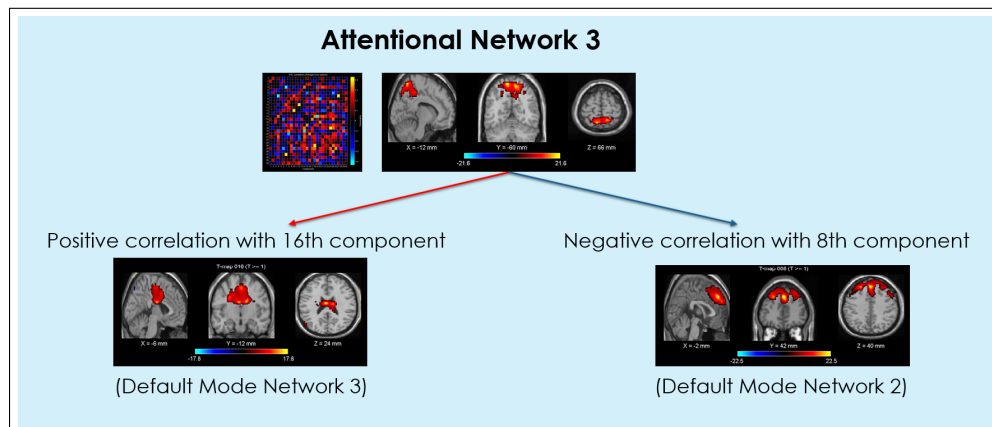 Attentional Network 3
X = -12 mm
Y = -60 mm
Z = 66 mm
-21.6
21.6
Positive correlation with 16th component
Negative correlation with 8th component
T-map 016 (T >= 1)
X = -6 mm
Y = -12 mm
Z = 24 mm
-17.8
17.8
T-map 008 (T >= 1)
X = -2 mm
Y = 42 mm
Z = 40 mm
-22.5
22.5
(Default Mode Network 3)
(Default Mode Network 2)